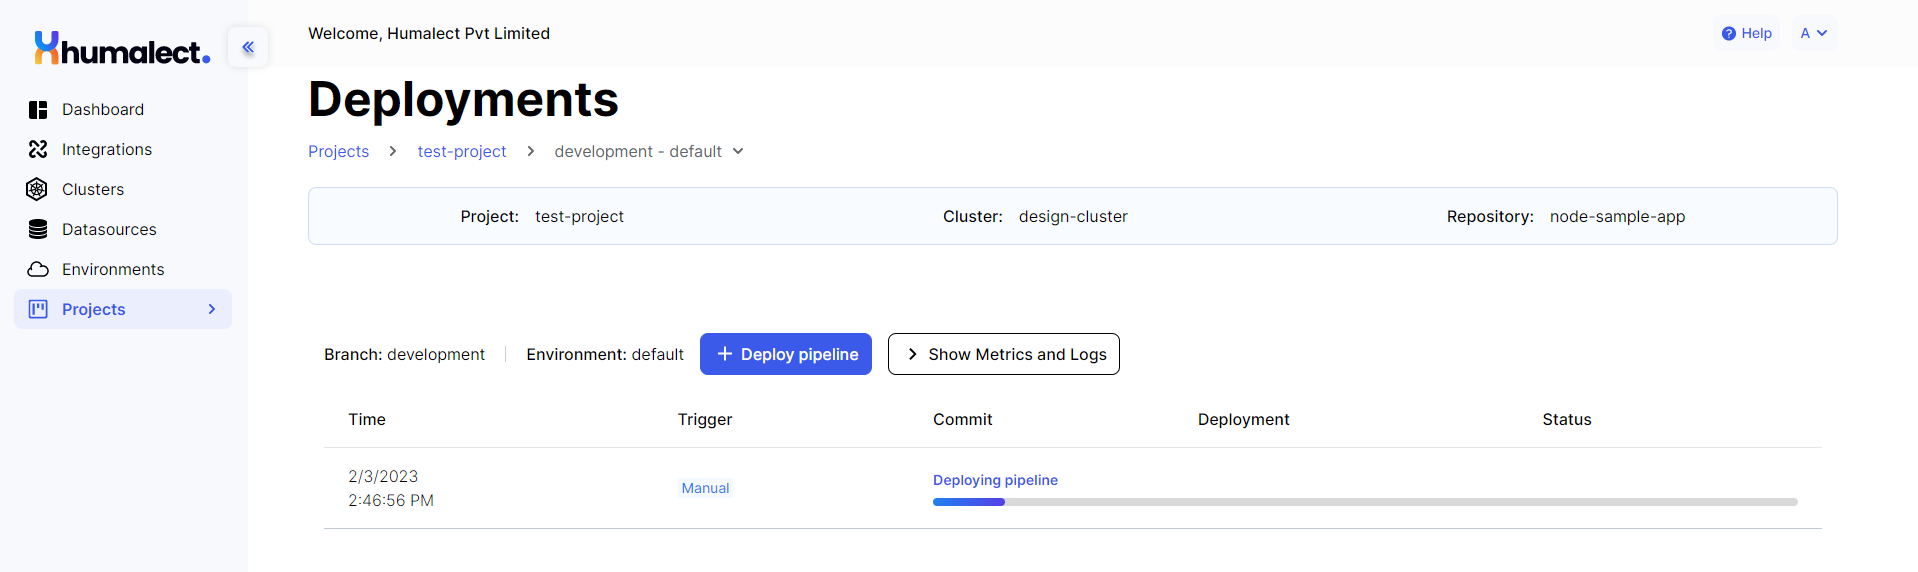 humalect.
Welcome, Humalect Pvt Limited
Help
A
Dashboard
Integrations
Clusters
Datasources
Environments
Projects
Deployments
Projects > test-project > development - default
Project: test-project Cluster: design-cluster Repository: node-sample-app
Branch: development | Environment: default + Deploy pipeline > Show Metrics and Logs
Time Trigger Commit Deployment Status
2/3/2023
2:46:56 PM
Manual
Deploying pipeline